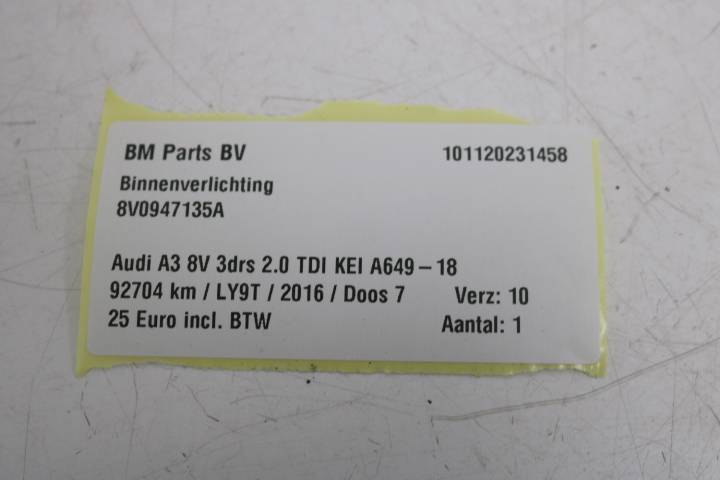 BM Parts BV 101120231458
Binnenverlichting
8V0947135A
Audi A3 8V 3drs 2.0 TDI KEI A649-18
92704 km / LY9T / 2016 / Doos 7 Verz: 10
25 Euro incl. BTW Aantal: 1